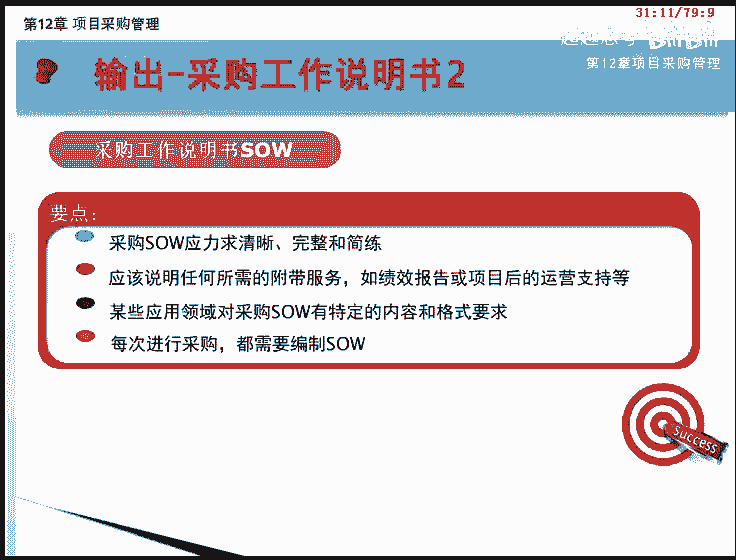 31:11/79:9
第12章 项目采购管理
第12章项目采购管理
输出-采购工作说明书2
采购工作说明书SOW
要点：
采购SOW应力求清晰、完整和简练
应该说明任何所需的附带服务，如绩效报告或项目后的运营支持等
某些应用领域对采购SOW有特定的内容和格式要求
每次进行采购，都需要编制SOW
success